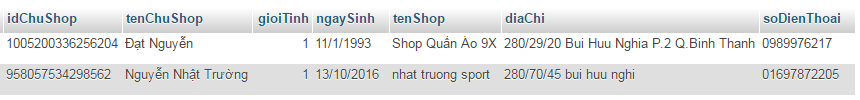 idChuShop tenChuShop gioiTinh ngaySinh tenShop diaChi soDienThoai
1005200336256204 Đạt Nguyễn 1 11/1/1993 Shop Quần Áo 9X 280/29/20 Bui Huu Nghia P.2 Q.Binh Thanh 0989976217
958057534298562 Nguyễn Nhật Trường 1 13/10/2016 nhat truong sport 280/70/45 bui huu nghi 01697872205